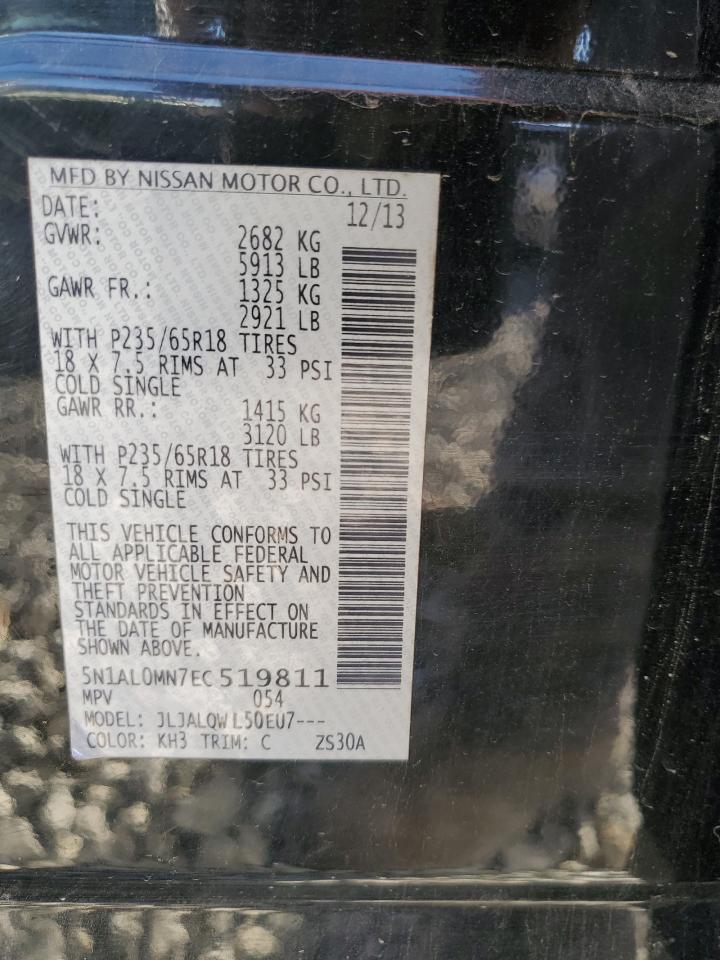 MFD BY NISSAN MOTOR CO., LTD.
DATE: 12/13
GVWR: 2682 KG
5913 LB
GAWR FR.: 1325 KG
2921 LB
WITH P235/65R18 TIRES
18 X 7.5 RIMS AT 33 PSI
COLD SINGLE
GAWR RR.: 1415 KG
3120 LB
WITH P235/65R18 TIRES
18 X 7.5 RIMS AT 33 PSI
COLD SINGLE
THIS VEHICLE CONFORMS TO
ALL APPLICABLE FEDERAL
MOTOR VEHICLE SAFETY AND
THEFT PREVENTION
STANDARDS IN EFFECT ON
THE DATE OF MANUFACTURE
SHOWN ABOVE.
5N1AL0MN7EC519811
MPV 054
MODEL: JLJALQWL50EU7---
COLOR: KH3 TRIM: C ZS30A